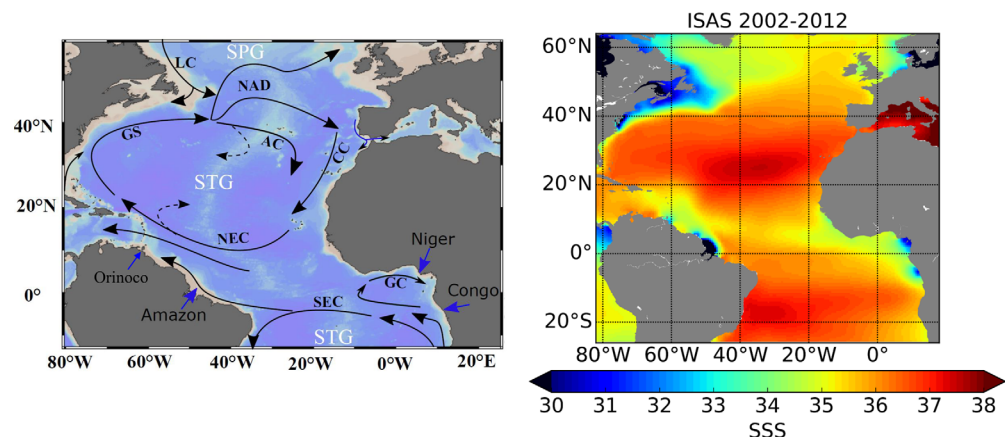 ISAS 2002-2012
SPG
LC
NAD
GS
AC
CC
STG
NEC
Niger
Orinoco
GC
Congo
Amazon
SEC
STG
40°N
20°N
0°
80°W 60°W 40°W 20°W 0°W 20°E
60°N
40°N
20°N
0°
20°S
80°W 60°W 40°W 20°W 0°
30 31 32 33 34 35 36 37 38
SSS